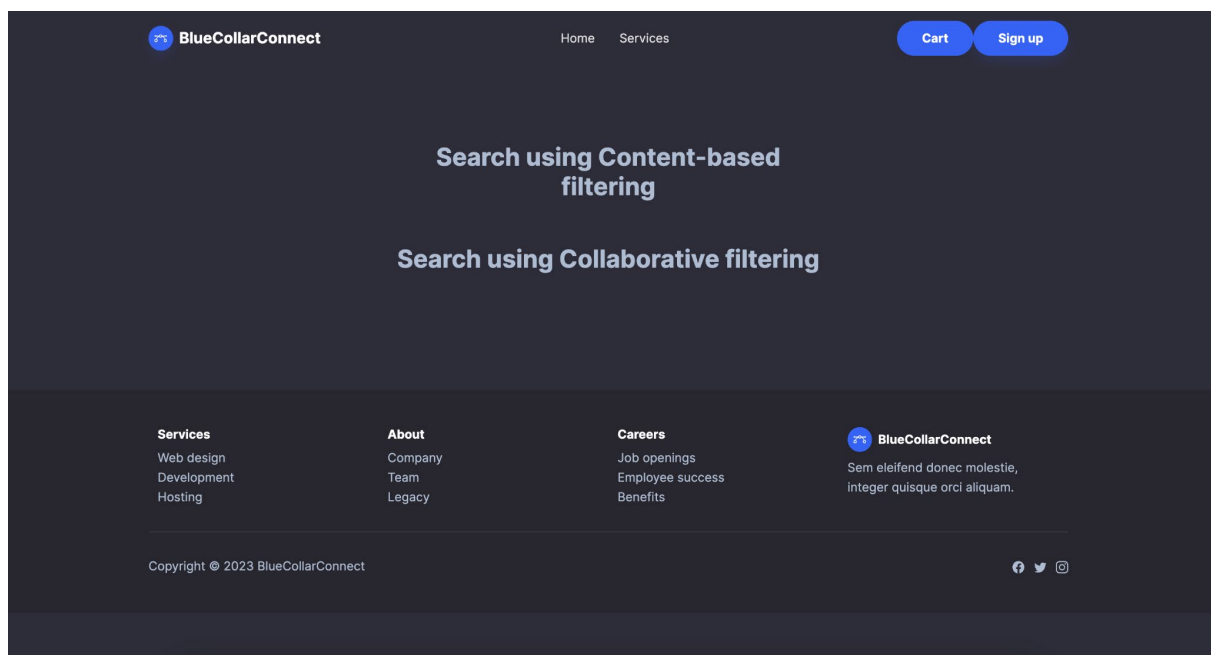 BlueCollarConnect
Home
Services
Cart
Sign up
Search using Content-based
filtering
Search using Collaborative filtering
Services
Web design
Development
Hosting
About
Company
Team
Legacy
Careers
Job openings
Employee success
Benefits
BlueCollarConnect
Sem eleifend donec molestie,
integer quisque orci aliquam.
Copyright © 2023 BlueCollarConnect